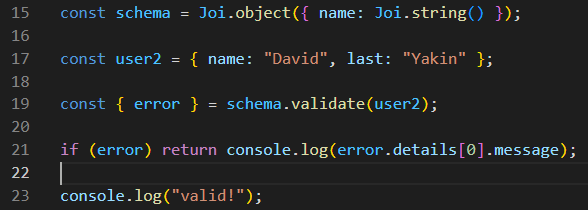 15 const schema = Joi.object({ name: Joi.string() });
16
17 const user2 = { name: "David", last: "Yakin" };
18
19 const { error } = schema.validate(user2);
20
21 if (error) return console.log(error.details[0].message);
22
23 console.log("valid!");